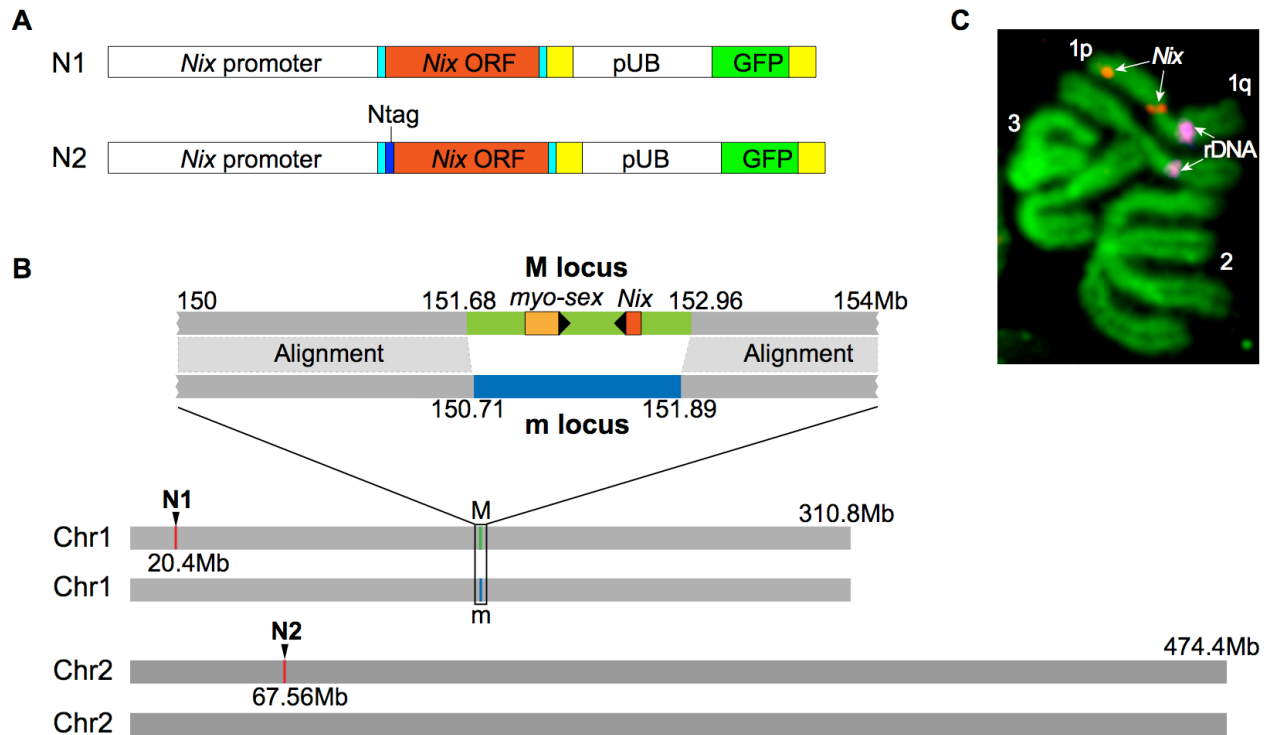 A
N1
Nix promoter
Nix ORF
pUB
GFP
Ntag
N2
Nix promoter
Nix ORF
pUB
GFP
B
M locus
150
151.68
myo-sex
Nix
152.96
154Mb
Alignment
Alignment
150.71
151.89
m locus
N1
M
310.8Mb
Chr1
20.4Mb
Chr1
m
N2
474.4Mb
Chr2
67.56Mb
Chr2
C
1p
Nix
1q
3
rDNA
2